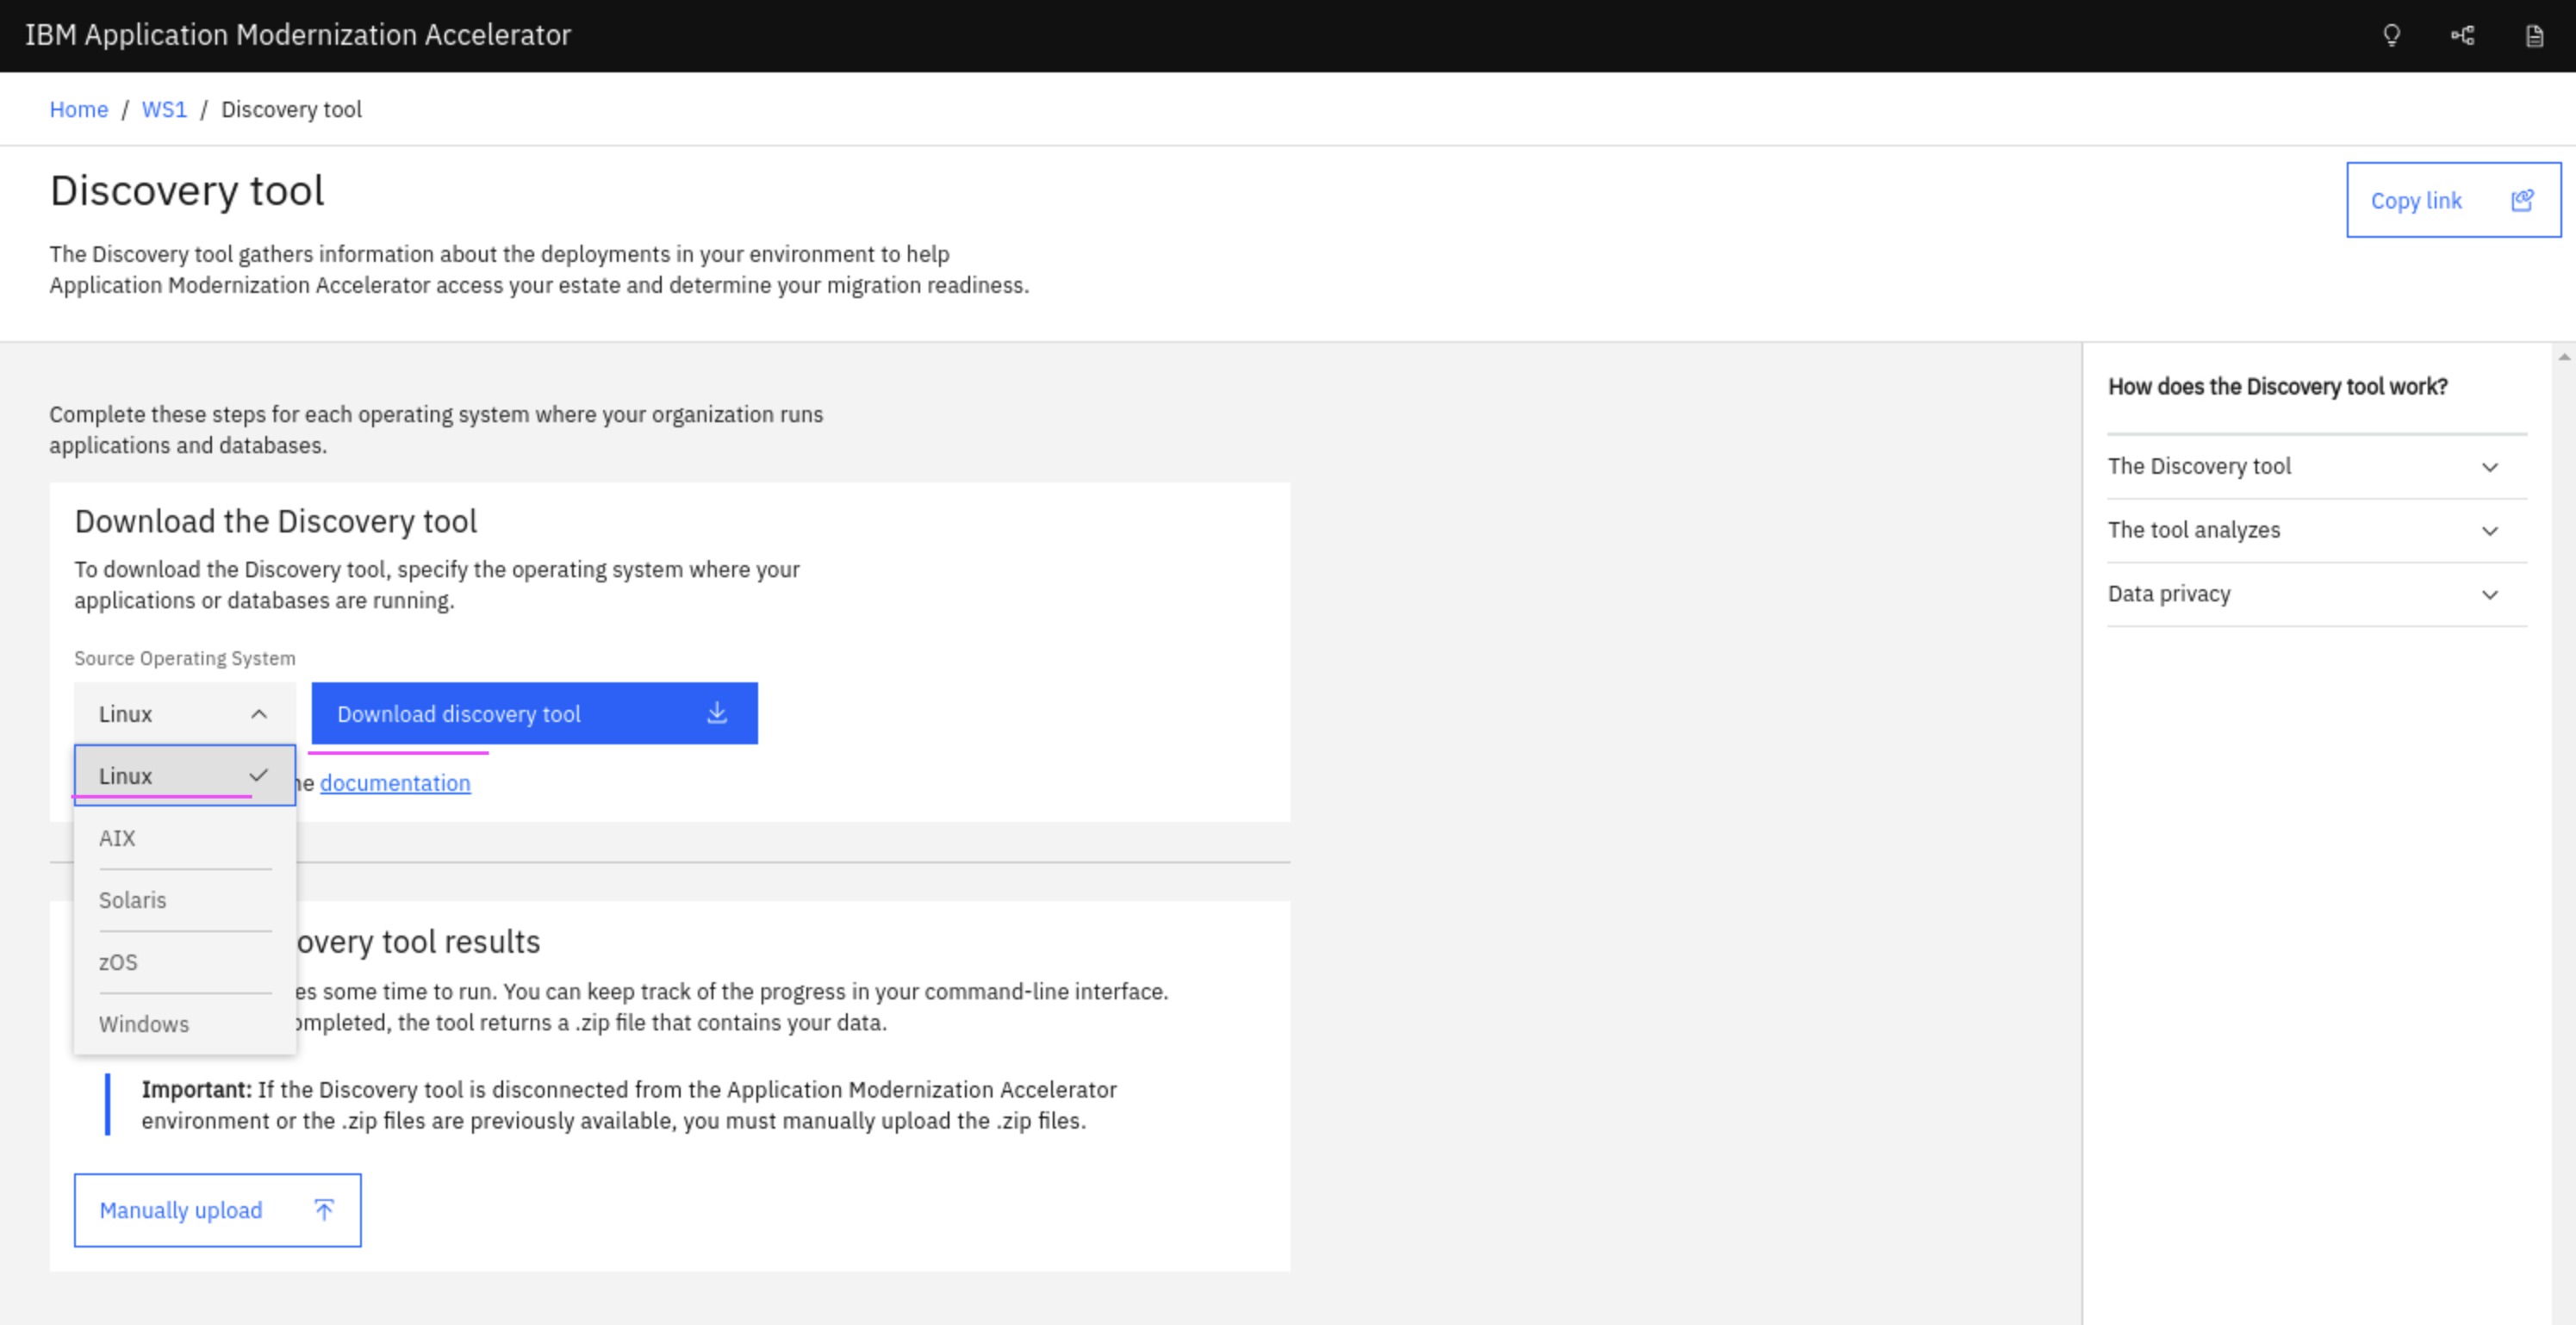 IBM Application Modernization Accelerator
Home / WS1 / Discovery tool
Discovery tool
Copy link
The Discovery tool gathers information about the deployments in your environment to help
Application Modernization Accelerator access your estate and determine your migration readiness.
Complete these steps for each operating system where your organization runs
applications and databases.
Download the Discovery tool
To download the Discovery tool, specify the operating system where your
applications or databases are running.
Source Operating System
Linux
Download discovery tool
Linux
documentation
AIX
Solaris
zOS
Windows
overy tool results
es some time to run. You can keep track of the progress in your command-line interface.
ompleted, the tool returns a .zip file that contains your data.
Important: If the Discovery tool is disconnected from the Application Modernization Accelerator
environment or the .zip files are previously available, you must manually upload the .zip files.
Manually upload
How does the Discovery tool work?
The Discovery tool
The tool analyzes
Data privacy